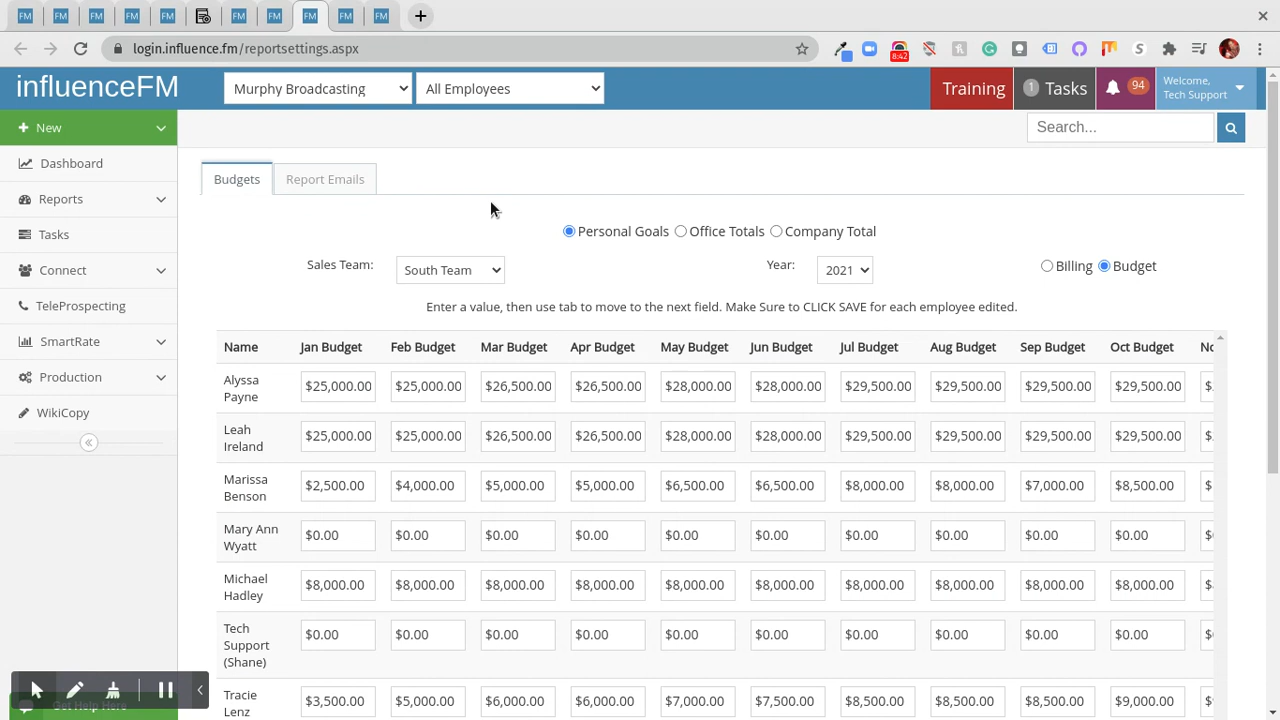 FM FM FM FM FM FM FM FM FM FM
login.influence.fm/reportsettings.aspx
8:42
influenceFM
Murphy Broadcasting
All Employees
Training
1 Tasks
94
Welcome,
Tech Support
New
Search...
Dashboard
Reports
Tasks
Connect
TeleProspecting
SmartRate
Production
WikiCopy
Get Help Here
Budgets Report Emails
Personal Goals Office Totals Company Total
Sales Team: South Team Year: 2021 Billing Budget
Enter a value, then use tab to move to the next field. Make Sure to CLICK SAVE for each employee edited.
Name Jan Budget Feb Budget Mar Budget Apr Budget May Budget Jun Budget Jul Budget Aug Budget Sep Budget Oct Budget
Alyssa
Payne
$25,000.00 $25,000.00 $26,500.00 $26,500.00 $28,000.00 $28,000.00 $29,500.00 $29,500.00 $29,500.00 $29,500.00
Leah
Ireland
$25,000.00 $25,000.00 $26,500.00 $26,500.00 $28,000.00 $28,000.00 $29,500.00 $29,500.00 $29,500.00 $29,500.00
Marissa
Benson
$2,500.00 $4,000.00 $5,000.00 $5,000.00 $6,500.00 $6,500.00 $8,000.00 $8,000.00 $7,000.00 $8,500.00
Mary Ann
Wyatt
$0.00 $0.00 $0.00 $0.00 $0.00 $0.00 $0.00 $0.00 $0.00 $0.00
Michael
Hadley
$8,000.00 $8,000.00 $8,000.00 $8,000.00 $8,000.00 $8,000.00 $8,000.00 $8,000.00 $8,000.00 $8,000.00
Tech
Support
(Shane)
$0.00 $0.00 $0.00 $0.00 $0.00 $0.00 $0.00 $0.00 $0.00 $0.00
Tracie
Lenz
$3,500.00 $5,000.00 $6,000.00 $6,000.00 $7,000.00 $7,500.00 $8,500.00 $8,500.00 $8,500.00 $9,000.00